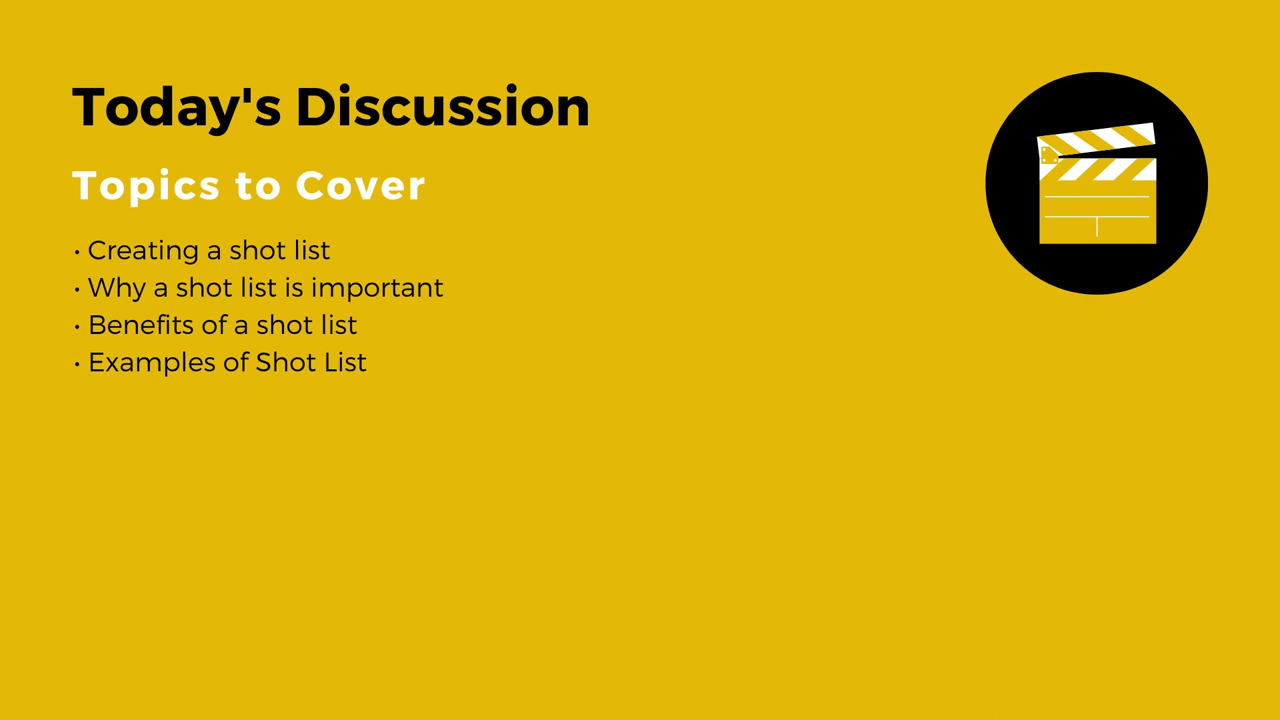 Today's Discussion
Topics to Cover
• Creating a shot list
• Why a shot list is important
• Benefits of a shot list
• Examples of Shot List